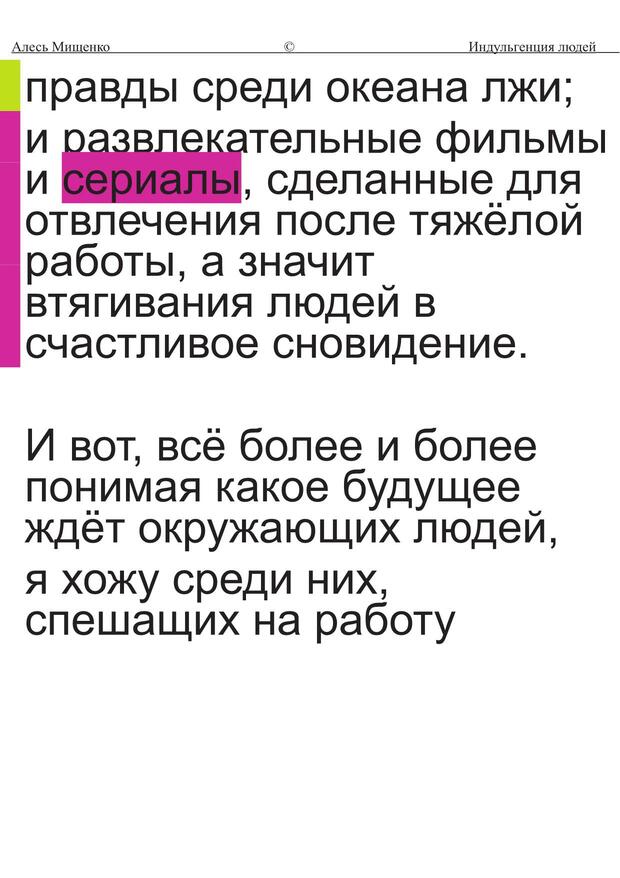 Алесь Мищенко © Индульгенция людей
правды среди океана лжи;
и развлекательные фильмы
и сериалы, сделанные для
отвлечения после тяжёлой
работы, а значит
втягивания людей в
счастливое сновидение.
И вот, всё более и более
понимая какое будущее
ждёт окружающих людей,
я хожу среди них,
спешащих на работу